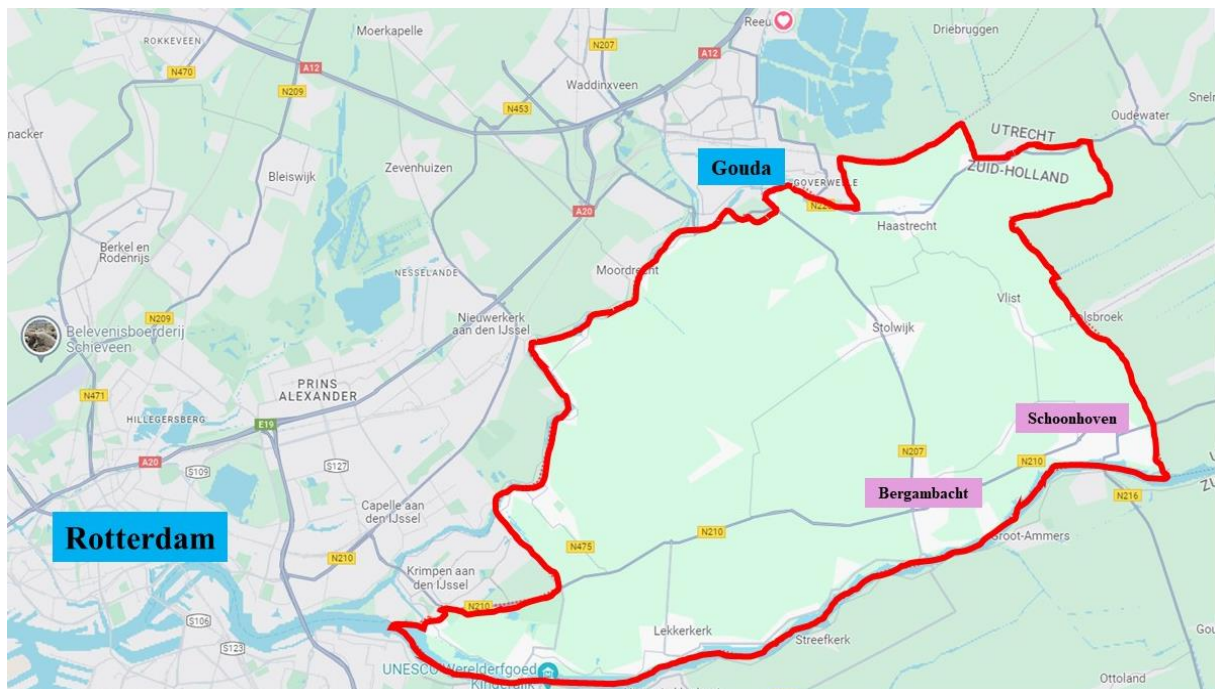 ROKKEVEEN
Moerkapelle
N470
A12
N209
N207
Waddinxveen
A12
Reeu
Driebruggen
N453
Snelr
Oudewater
nacker
Bleiswijk
Zevenhuizen
Gouda
GOVERWELLE
UTRECHT
ZUID-HOLLAND
A20
Haastrecht
Berkel en
Rodenrijs
NESSELANDE
Moordrecht
Vlist
N209
Belevenisboerderij
Schieveen
Nieuwerkerk
aan den IJssel
Stolwijk
olsbroek
N471
PRINS
ALEXANDER
HILLEGERSBERG
E19
Schoonhoven
A20
S109
S127
N207
N210
Bergambacht
N216
Capelle aan
den IJssel
Rotterdam
N210
N475
N210
Groot-Ammers
Krimpen aan
den IJssel
N210
S106
S123
Lekkerkerk
Streefkerk
UNESCO Werelderfgoed
Kinderdijk
Gou
Ottoland